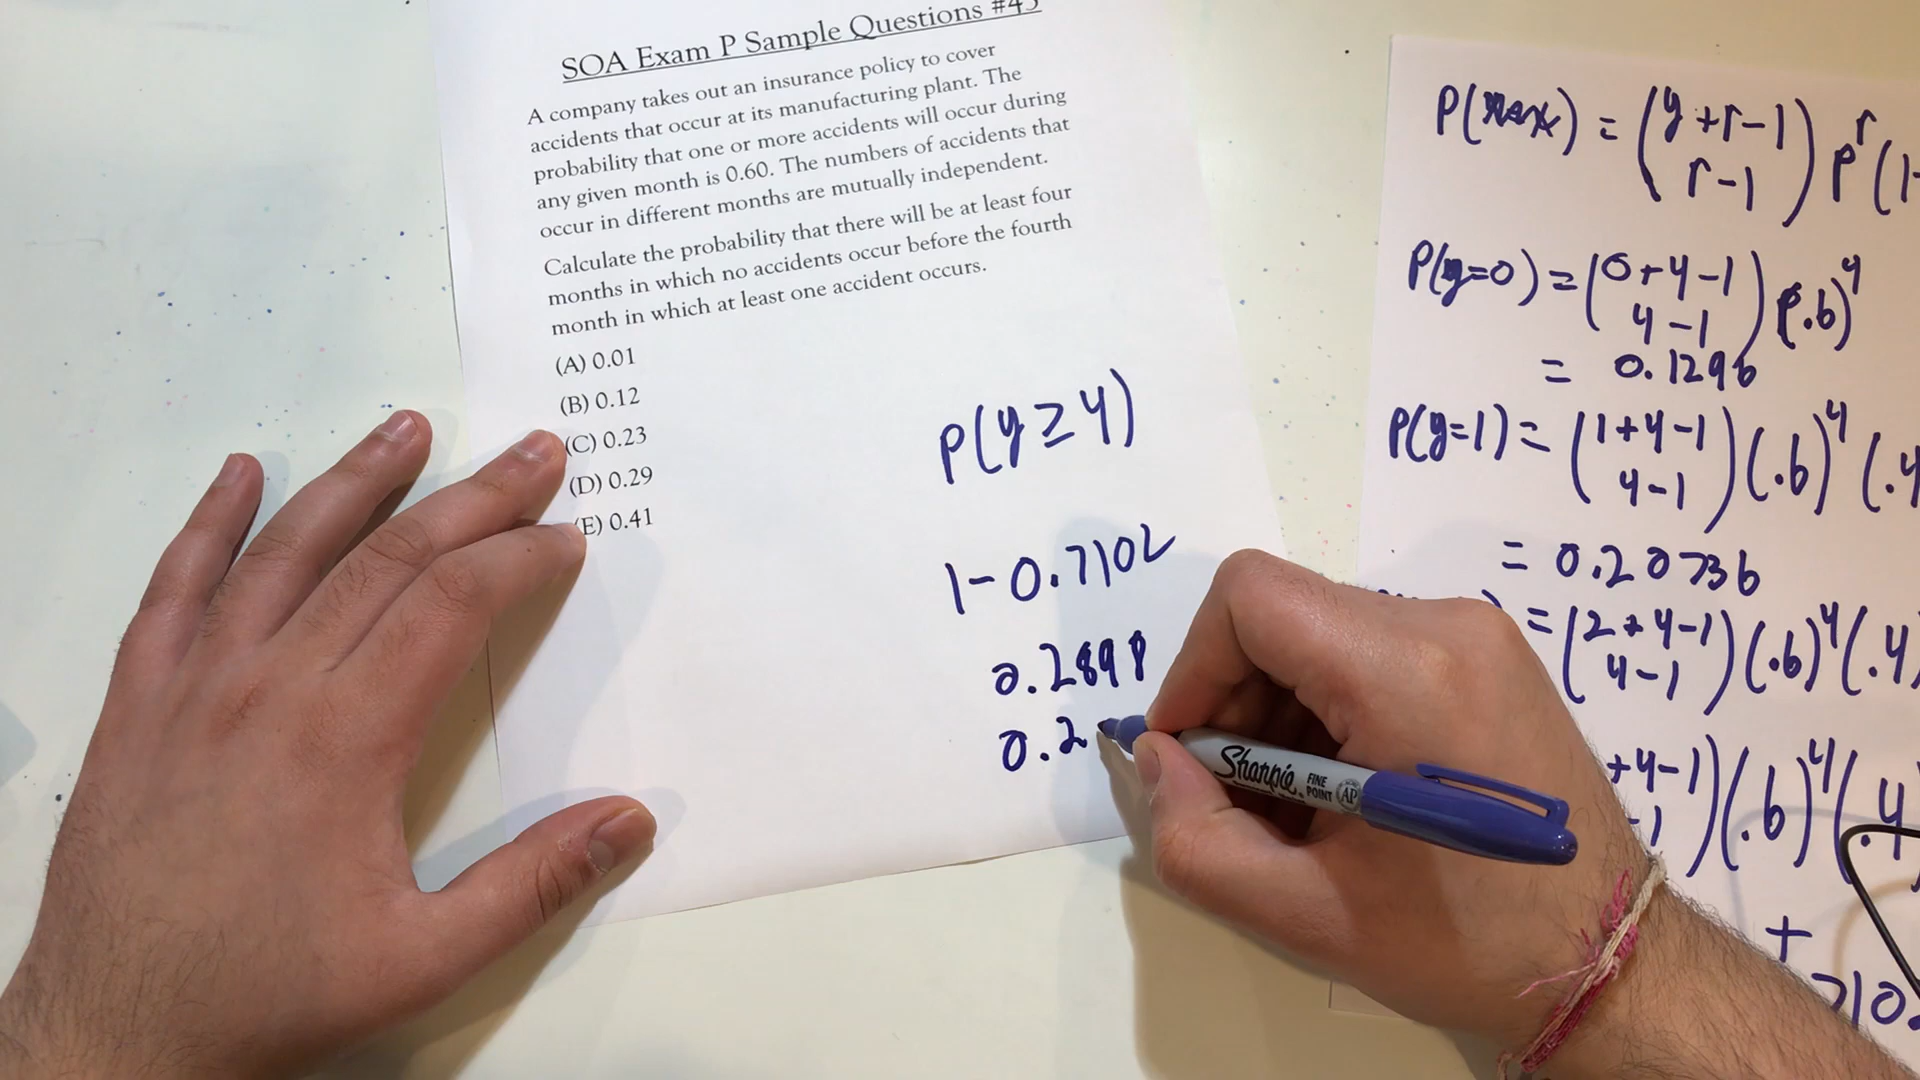 SOA Exam P Sample Questions #43
A company takes out an insurance policy to cover
accidents that occur at its manufacturing plant. The
probability that one or more accidents will occur during
any given month is 0.60. The numbers of accidents that
occur in different months are mutually independent.
Calculate the probability that there will be at least four
months in which no accidents occur before the fourth
month in which at least one accident occurs.
(A) 0.01
(B) 0.12
(C) 0.23
(D) 0.29
(E) 0.41
P(y ≥ 4)
1 - 0.7102
0.2898
0.2
Sharpie FINE POINT AP
= (y+r-1 r-1) p^r (1-
P(y=0) = (0+4-1 4-1) (.6)^4
= 0.1296
P(y=1) = (1+4-1 4-1) (.6)^4 (.4
= 0.20736
= (2+4-1 4-1) (.6)^4 (.4
+4-1 -1) (.6)^4 (.4
+
710